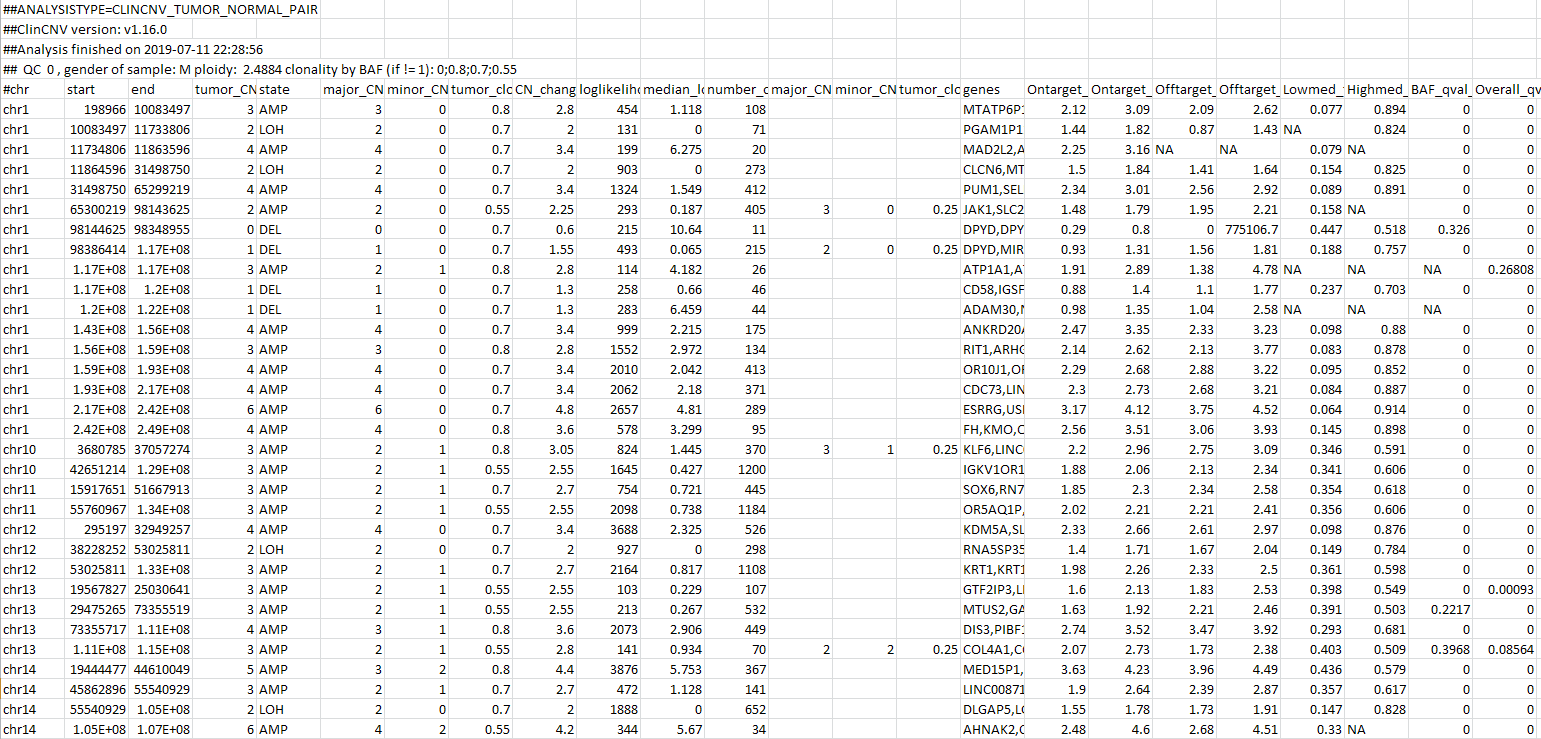 ##ANALYSISTYPE=CLINCNV_TUMOR_NORMAL_PAIR
##ClinCNV version: v1.16.0
##Analysis finished on 2019-07-11 22:28:56
## QC 0 , gender of sample: M ploidy: 2.4884 clonality by BAF (if != 1): 0;0.8;0.7;0.55
#chr start end tumor_CN state major_CN minor_CN tumor_clo CN_chang loglikeliho median_lo number_o major_CN minor_CN tumor_clo genes Ontarget_ Ontarget_ Offtarget_ Offtarget_ Lowmed_ Highmed_ BAF_qval_ Overall_qv
chr1 198966 10083497 3 AMP 3 0 0.8 2.8 454 1.118 108 MTATP6P1 2.12 3.09 2.09 2.62 0.077 0.894 0 0
chr1 10083497 11733806 2 LOH 2 0 0.7 2 131 0 71 PGAM1P1 1.44 1.82 0.87 1.43 NA 0.824 0 0
chr1 11734806 11863596 4 AMP 4 0 0.7 3.4 199 6.275 20 MAD2L2,A 2.25 3.16 NA NA 0.079 NA 0 0
chr1 11864596 31498750 2 LOH 2 0 0.7 2 903 0 273 CLCN6,MT 1.5 1.84 1.41 1.64 0.154 0.825 0 0
chr1 31498750 65299219 4 AMP 4 0 0.7 3.4 1324 1.549 412 PUM1,SEL 2.34 3.01 2.56 2.92 0.089 0.891 0 0
chr1 65300219 98143625 2 AMP 2 0 0.55 2.25 293 0.187 405 3 0 0.25 JAK1,SLC2 1.48 1.79 1.95 2.21 0.158 NA 0 0
chr1 98144625 98348955 0 DEL 0 0 0.7 0.6 215 10.64 11 DPYD,DPY 0.29 0.8 0 775106.7 0.447 0.518 0.326 0
chr1 98386414 1.17E+08 1 DEL 1 0 0.7 1.55 493 0.065 215 2 0 0.25 DPYD,MIR 0.93 1.31 1.56 1.81 0.188 0.757 0 0
chr1 1.17E+08 1.17E+08 3 AMP 2 1 0.8 2.8 114 4.182 26 ATP1A1,A 1.91 2.89 1.38 4.78 NA NA NA 0.26808
chr1 1.17E+08 1.2E+08 1 DEL 1 0 0.7 1.3 258 0.66 46 CD58,IGSF 0.88 1.4 1.1 1.77 0.237 0.703 0 0
chr1 1.2E+08 1.22E+08 1 DEL 1 0 0.7 1.3 283 6.459 44 ADAM30,N 0.98 1.35 1.04 2.58 NA NA NA 0
chr1 1.43E+08 1.56E+08 4 AMP 4 0 0.7 3.4 999 2.215 175 ANKRD20A 2.47 3.35 2.33 3.23 0.098 0.88 0 0
chr1 1.56E+08 1.59E+08 3 AMP 3 0 0.8 2.8 1552 2.972 134 RIT1,ARHG 2.14 2.62 2.13 3.77 0.083 0.878 0 0
chr1 1.59E+08 1.93E+08 4 AMP 4 0 0.7 3.4 2010 2.042 413 OR10J1,OR 2.29 2.68 2.88 3.22 0.095 0.852 0 0
chr1 1.93E+08 2.17E+08 4 AMP 4 0 0.7 3.4 2062 2.18 371 CDC73,LIN 2.3 2.73 2.68 3.21 0.084 0.887 0 0
chr1 2.17E+08 2.42E+08 6 AMP 6 0 0.7 4.8 2657 4.81 289 ESRRG,USH 3.17 4.12 3.75 4.52 0.064 0.914 0 0
chr1 2.42E+08 2.49E+08 4 AMP 4 0 0.8 3.6 578 3.299 95 FH,KMO,C 2.56 3.51 3.06 3.93 0.145 0.898 0 0
chr10 3680785 37057274 3 AMP 2 1 0.8 3.05 824 1.445 370 3 1 0.25 KLF6,LINC 2.2 2.96 2.75 3.09 0.346 0.591 0 0
chr10 42651214 1.29E+08 3 AMP 2 1 0.55 2.55 1645 0.427 1200 IGKV1OR1 1.88 2.06 2.13 2.34 0.341 0.606 0 0
chr11 15917651 51667913 3 AMP 2 1 0.7 2.7 754 0.721 445 SOX6,RN7 1.85 2.3 2.34 2.58 0.354 0.618 0 0
chr11 55760967 1.34E+08 3 AMP 2 1 0.55 2.55 2098 0.738 1184 OR5AQ1P, 2.02 2.21 2.21 2.41 0.356 0.606 0 0
chr12 295197 32949257 4 AMP 4 0 0.7 3.4 3688 2.325 526 KDM5A,SL 2.33 2.66 2.61 2.97 0.098 0.876 0 0
chr12 38228252 53025811 2 LOH 2 0 0.7 2 927 0 298 RNA5SP35 1.4 1.71 1.67 2.04 0.149 0.784 0 0
chr12 53025811 1.33E+08 3 AMP 2 1 0.7 2.7 2164 0.817 1108 KRT1,KRT1 1.98 2.26 2.33 2.5 0.361 0.598 0 0
chr13 19567827 25030641 3 AMP 2 1 0.55 2.55 103 0.229 107 GTF2IP3,LI 1.6 2.13 1.83 2.53 0.398 0.549 0 0.00093
chr13 29475265 73355519 3 AMP 2 1 0.55 2.55 213 0.267 532 MTUS2,GA 1.63 1.92 2.21 2.46 0.391 0.503 0.2217 0
chr13 73355717 1.11E+08 4 AMP 3 1 0.8 3.6 2073 2.906 449 DIS3,PIBF1 2.74 3.52 3.47 3.92 0.293 0.681 0 0
chr13 1.11E+08 1.15E+08 3 AMP 2 1 0.55 2.8 141 0.934 70 2 2 0.25 COL4A1,CO 2.07 2.73 1.73 2.38 0.403 0.509 0.3968 0.08564
chr14 19444477 44610049 5 AMP 3 2 0.8 4.4 3876 5.753 367 MED15P1, 3.63 4.23 3.96 4.49 0.436 0.579 0 0
chr14 45862896 55540929 3 AMP 2 1 0.7 2.7 472 1.128 141 LINC00871 1.9 2.64 2.39 2.87 0.357 0.617 0 0
chr14 55540929 1.05E+08 2 LOH 2 0 0.7 2 1888 0 652 DLGAP5,LG 1.55 1.78 1.73 1.91 0.147 0.828 0 0
chr14 1.05E+08 1.07E+08 6 AMP 4 2 0.55 4.2 344 5.67 34 AHNAK2,C 2.48 4.6 2.68 4.51 0.33 NA 0 0